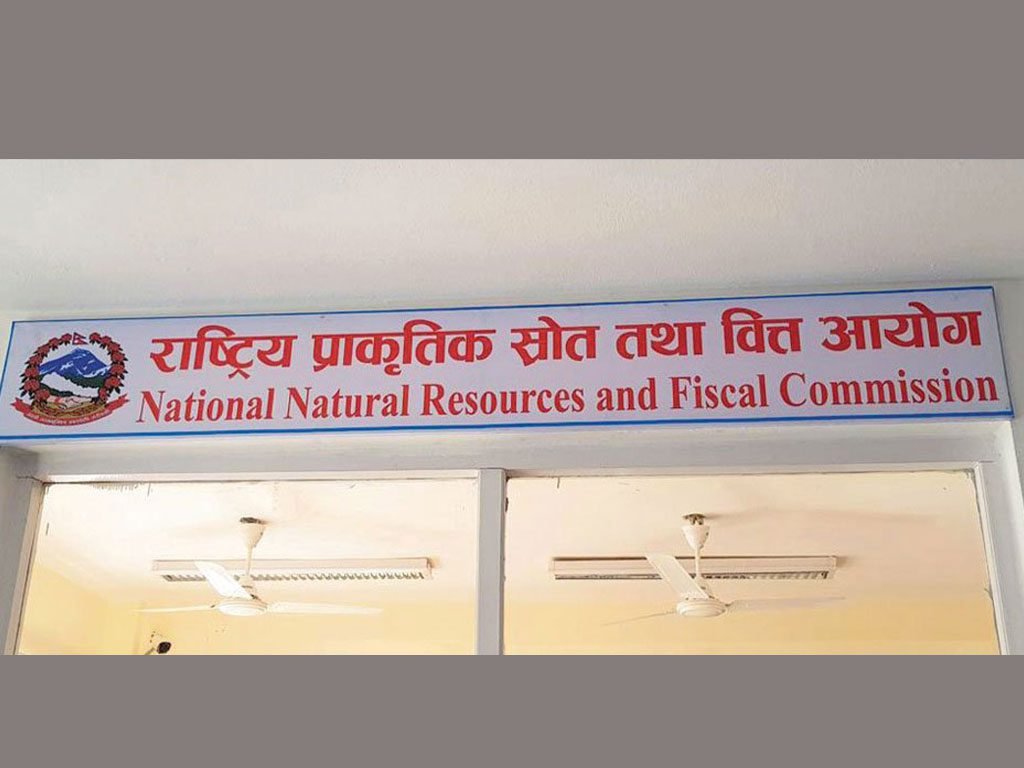 राष्ट्रिय प्राकृतिक स्रोत तथा वित्त आयोग
National Natural Resources and Fiscal Commission